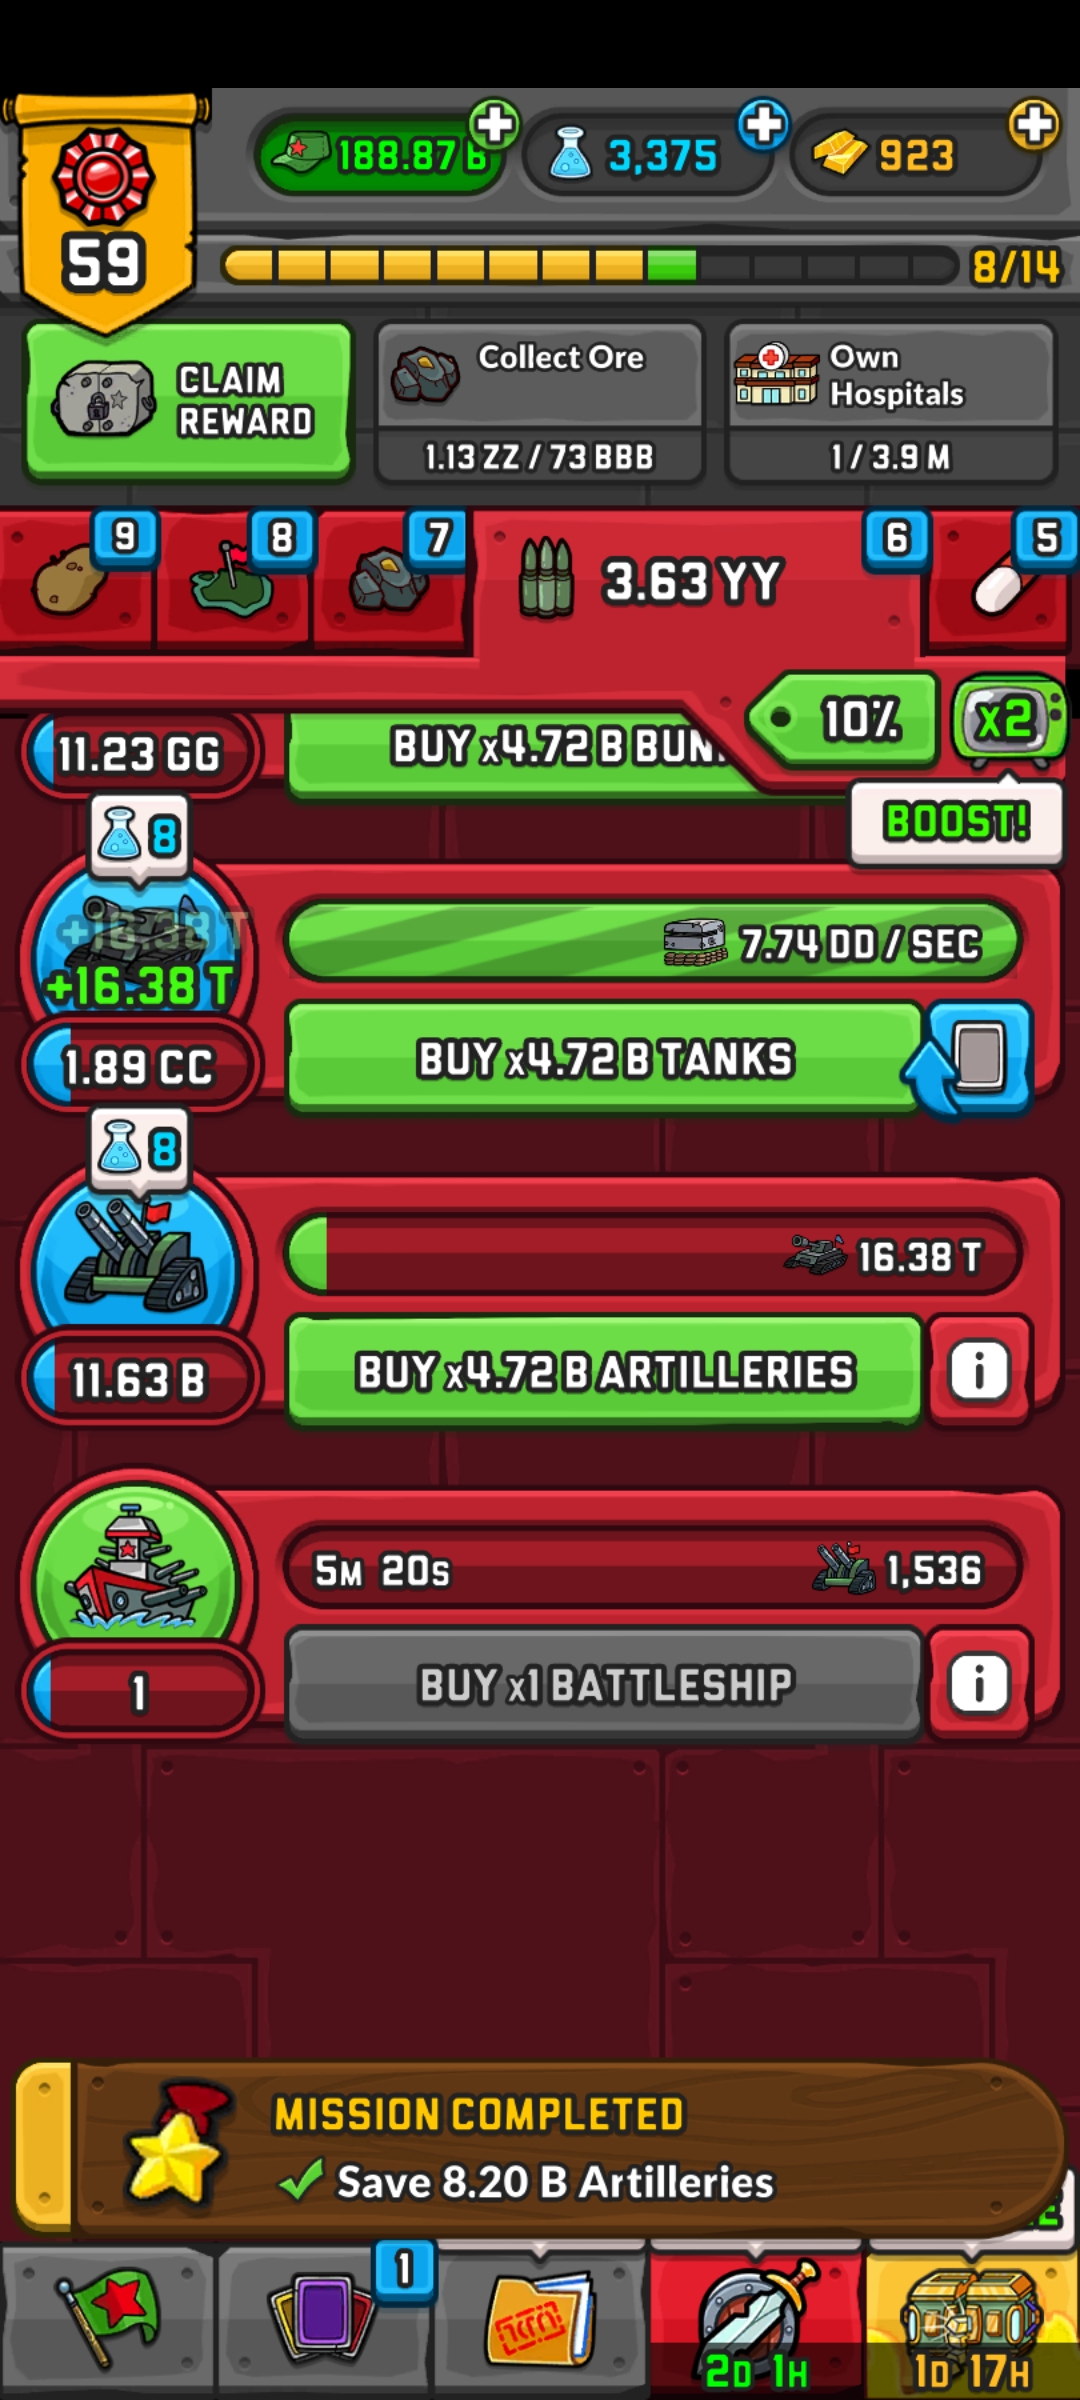 188.87 B
3,375
923
59
8/14
CLAIM
REWARD
Collect Ore
1.13 ZZ / 73 BBB
Own
Hospitals
1 / 3.9 M
9
8
7
3.63 YY
6
5
10%
x2
BOOST!
11.23 GG
BUY x4.72 B BUN
8
+16.38 T
+16.38 T
7.74 DD / SEC
1.89 CC
BUY x4.72 B TANKS
8
16.38 T
11.63 B
BUY x4.72 B ARTILLERIES
i
5M 20S
1,536
1
BUY x1 BATTLESHIP
i
MISSION COMPLETED
Save 8.20 B Artilleries
1
2D 1H
1D 17H